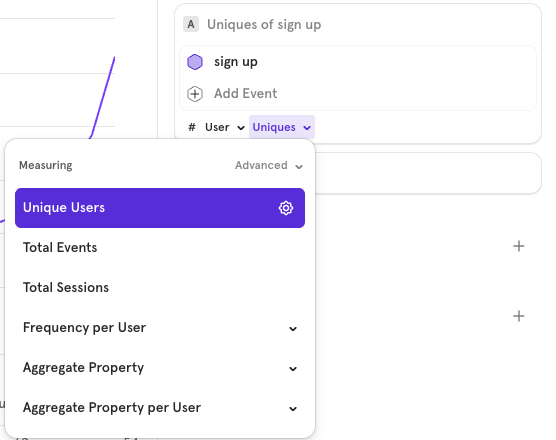 A Uniques of sign up
sign up
Add Event
# User Uniques
Measuring Advanced
Unique Users
Total Events
Total Sessions
Frequency per User
Aggregate Property
Aggregate Property per User